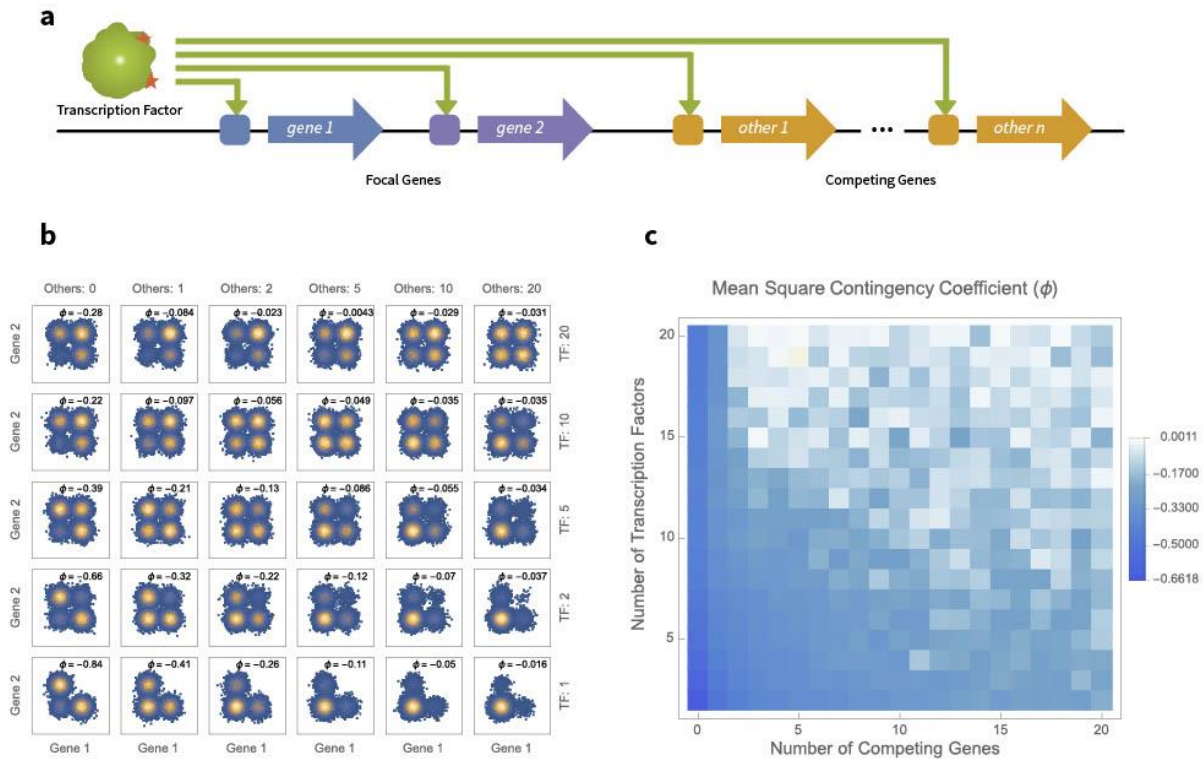 a
Transcription Factor
gene 1
gene 2
other 1
•••
other n
Focal Genes
Competing Genes
b
Others: 0 Others: 1 Others: 2 Others: 5 Others: 10 Others: 20
Gene 2
ϕ = −0.28 ϕ = −0.084 ϕ = −0.023 ϕ = −0.0043 ϕ = −0.029 ϕ = −0.031
TF: 20
Gene 2
ϕ = −0.22 ϕ = −0.097 ϕ = −0.056 ϕ = −0.049 ϕ = −0.035 ϕ = −0.035
TF: 10
Gene 2
ϕ = −0.39 ϕ = −0.21 ϕ = −0.13 ϕ = −0.086 ϕ = −0.055 ϕ = −0.034
TF: 5
Gene 2
ϕ = −0.66 ϕ = −0.32 ϕ = −0.22 ϕ = −0.12 ϕ = −0.07 ϕ = −0.037
TF: 2
Gene 2
ϕ = −0.84 ϕ = −0.41 ϕ = −0.26 ϕ = −0.11 ϕ = −0.05 ϕ = −0.016
TF: 1
Gene 1 Gene 1 Gene 1 Gene 1 Gene 1 Gene 1
c
Mean Square Contingency Coefficient (ϕ)
Number of Transcription Factors
20
15
10
5
0 5 10 15 20
Number of Competing Genes
0.0011
−0.1700
−0.3300
−0.5000
−0.6618